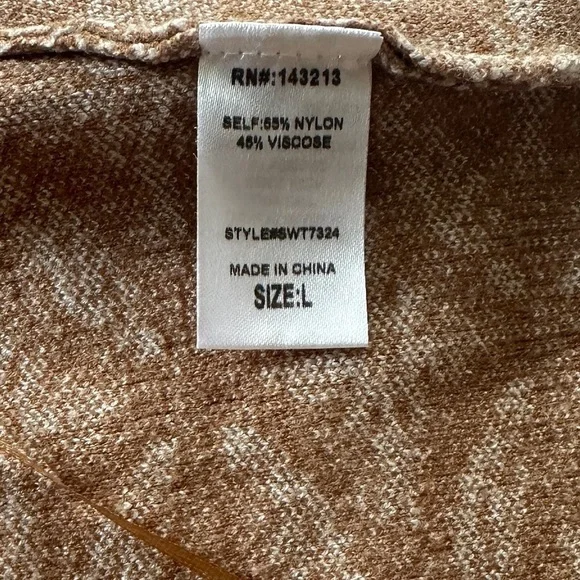 RN#:143213
SELF:55% NYLON
45% VISCOSE
STYLE#SWT7324
MADE IN CHINA
SIZE:L